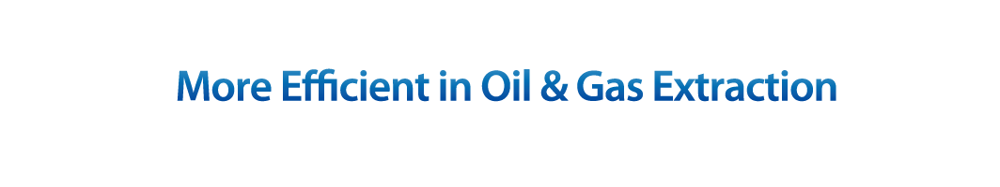 More Efficient in Oil & Gas Extraction